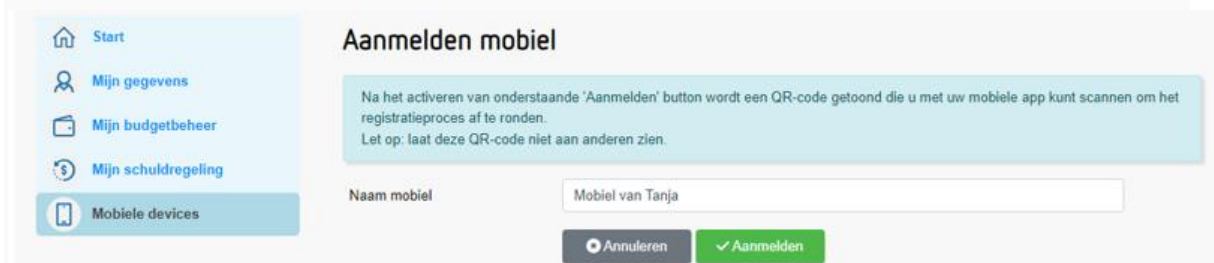 Start
Mijn gegevens
Mijn budgetbeheer
Mijn schuldregeling
Mobiele devices
Aanmelden mobiel
Na het activeren van onderstaande 'Aanmelden' button wordt een QR-code getoond die u met uw mobiele app kunt scannen om het
registratieproces af te ronden.
Let op: laat deze QR-code niet aan anderen zien.
Naam mobiel
Mobiel van Tanja
Annuleren
Aanmelden